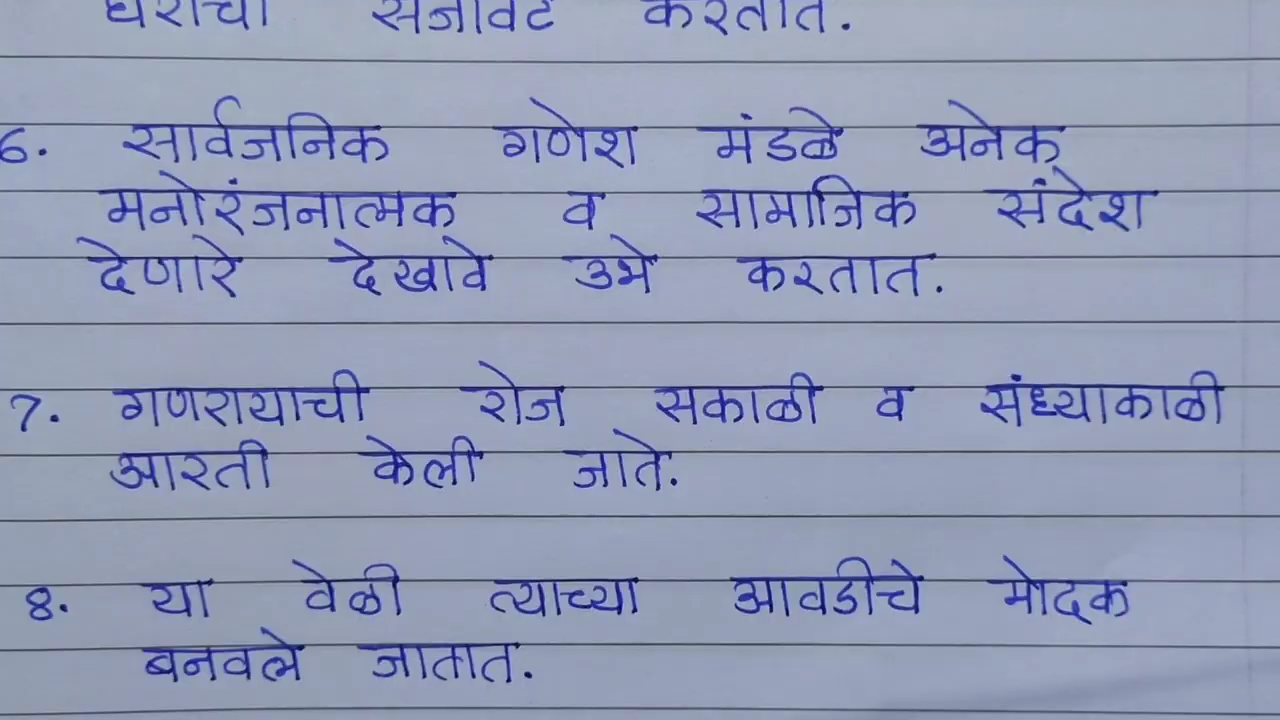 घराची सजावट करतात.
6. सार्वजनिक गणेश मंडळे अनेक
मनोरंजनात्मक व सामाजिक संदेश
देणारे देखावे उभे करतात.
7. गणरायाची रोज सकाळी व संध्याकाळी
आरती केली जाते.
8. या वेळी त्याच्या आवडीचे मोदक
बनवले जातात.